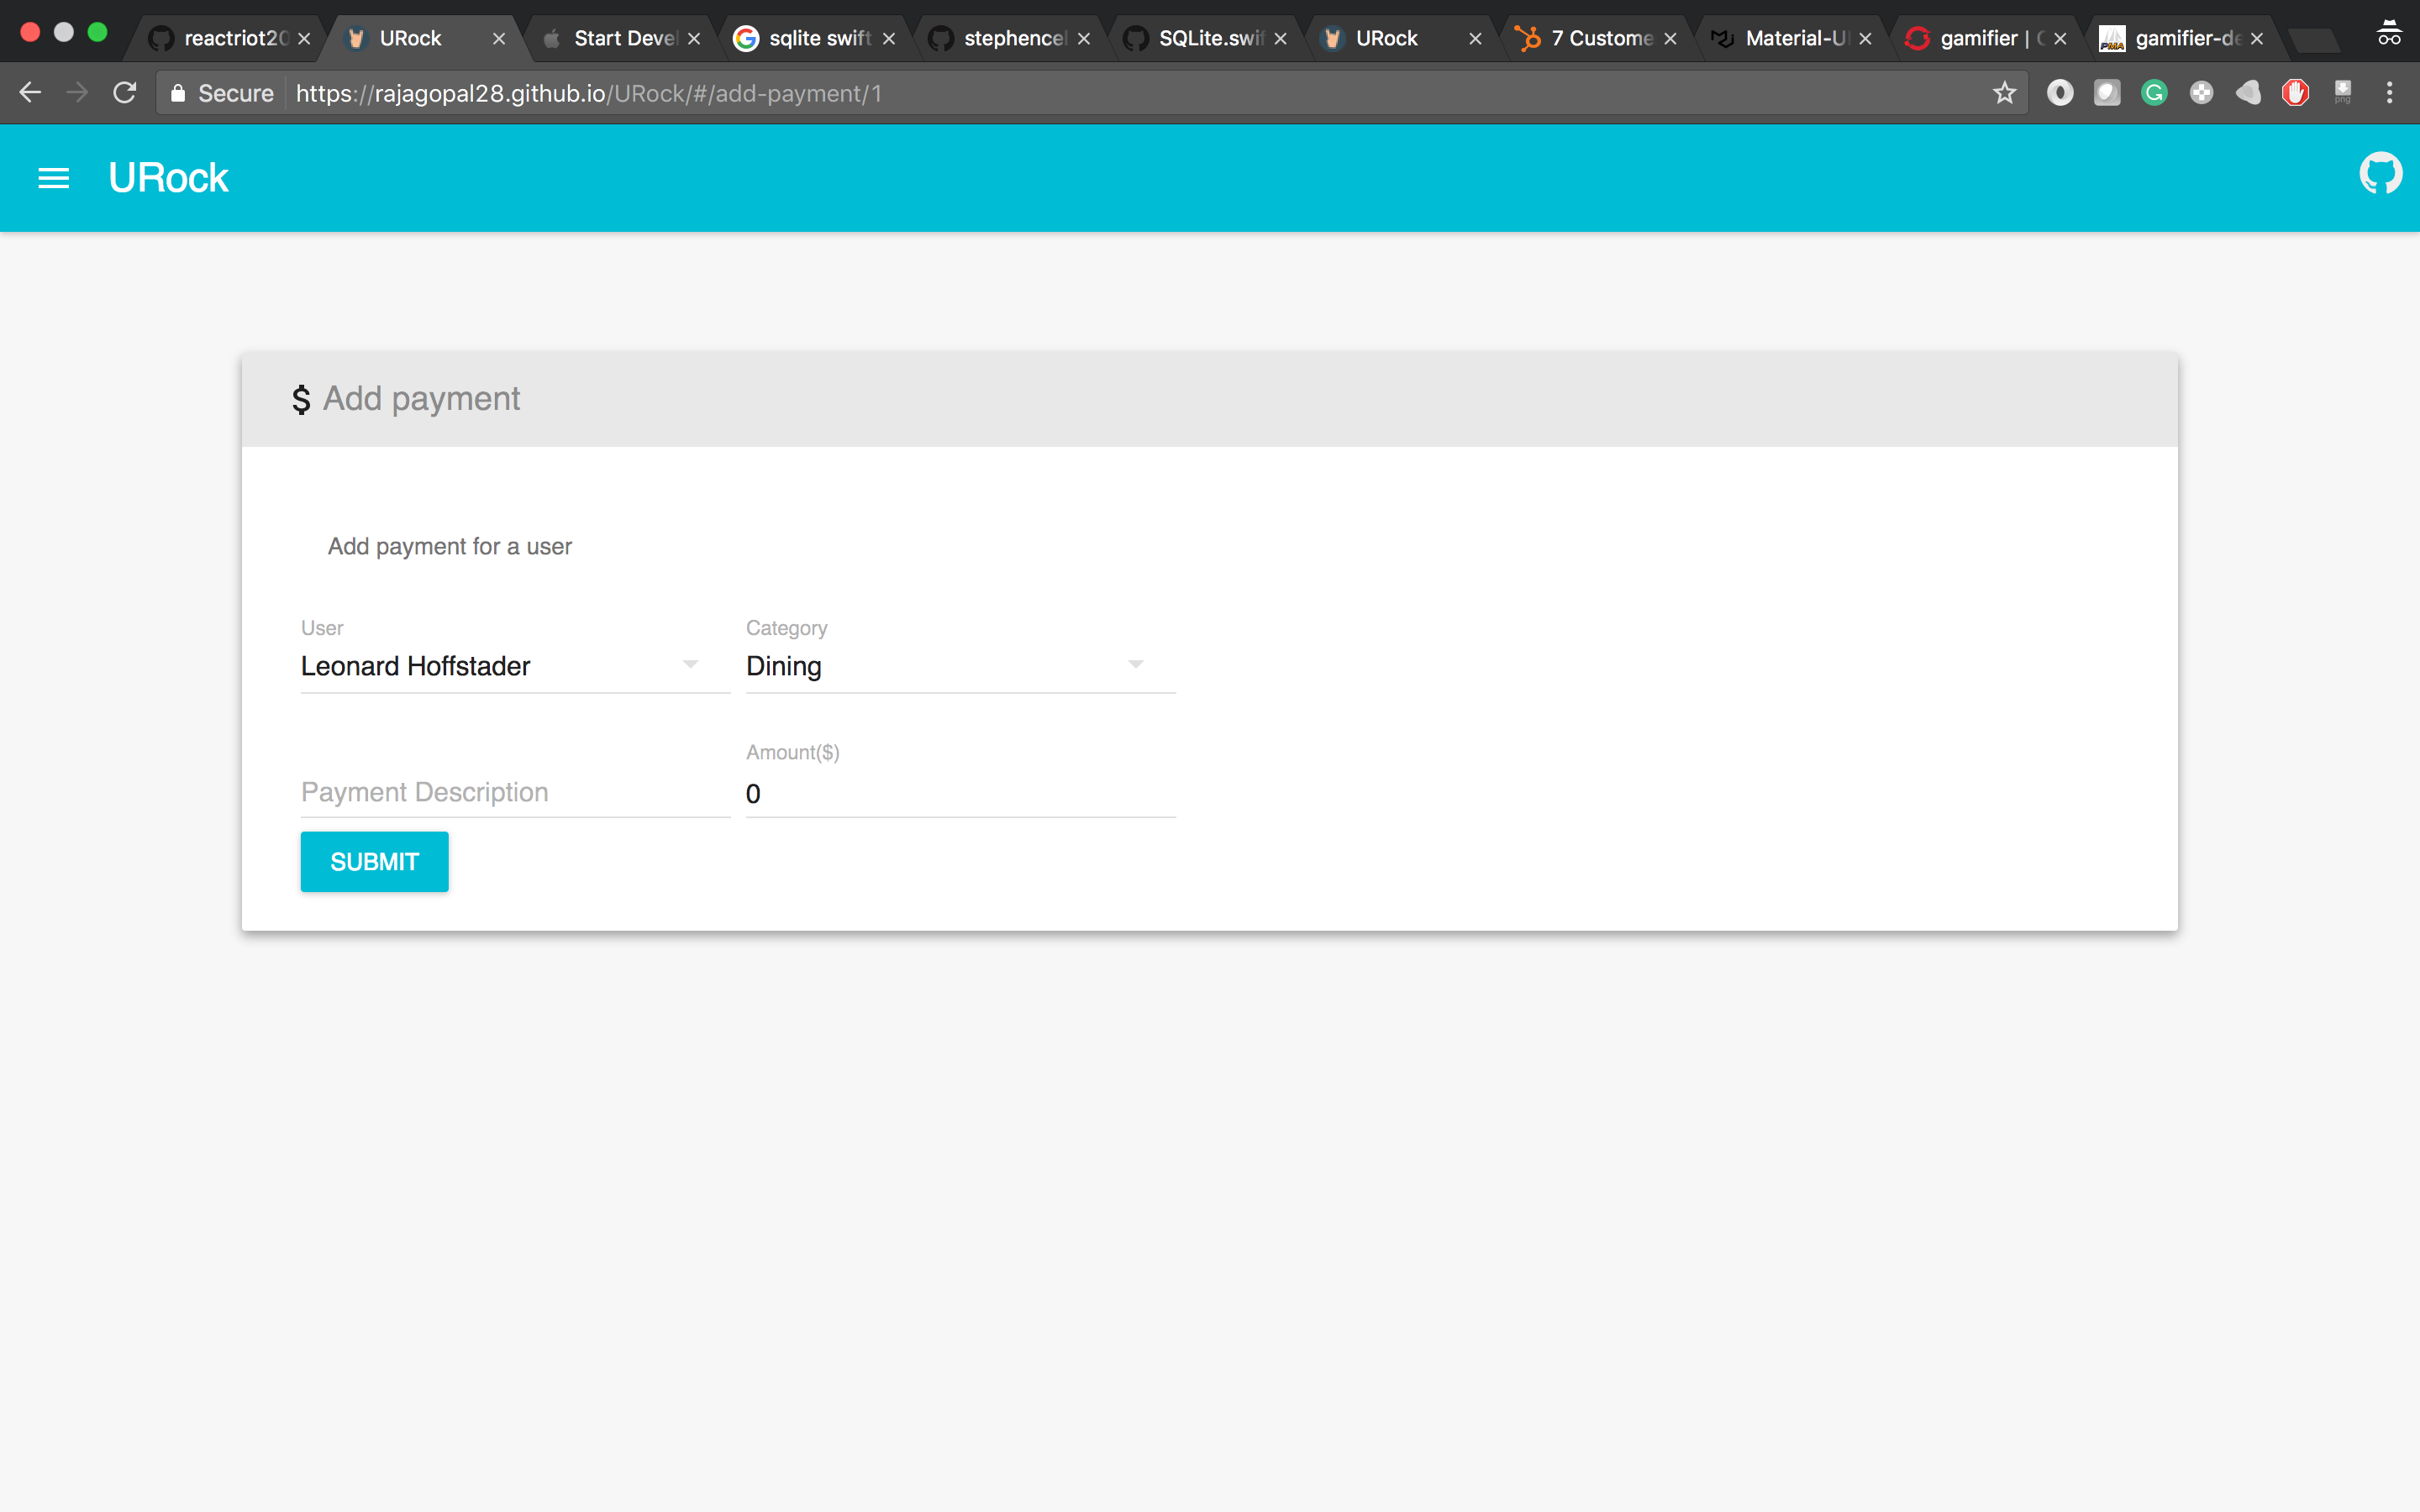 reactriot20 URock Start Devel sqlite swift stephencel SQLite.swif URock 7 Custome Material-UI gamifier | gamifier-de
Secure https://rajagopal28.github.io/URock/#/add-payment/1
URock
$ Add payment
Add payment for a user
User Category
Leonard Hoffstader Dining
Amount($)
Payment Description 0
SUBMIT